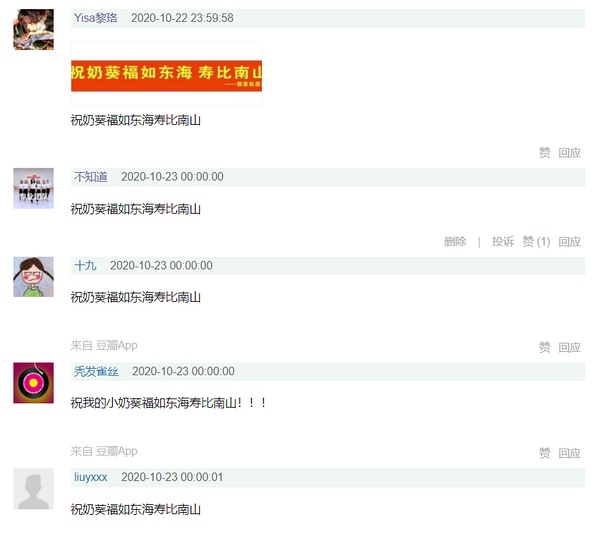 Yisa黎珞 2020-10-22 23:59:58
祝奶葵福如东海 寿比南山
祝奶葵福如东海寿比南山
赞 回应
不知道 2020-10-23 00:00:00
祝奶葵福如东海寿比南山
删除 | 投诉 赞 (1) 回应
十九 2020-10-23 00:00:00
祝奶葵福如东海寿比南山
来自 豆瓣App
赞 回应
秃发雀丝 2020-10-23 00:00:00
祝我的小奶葵福如东海寿比南山！！！
来自 豆瓣App
赞 回应
liuyxxx 2020-10-23 00:00:01
祝奶葵福如东海寿比南山